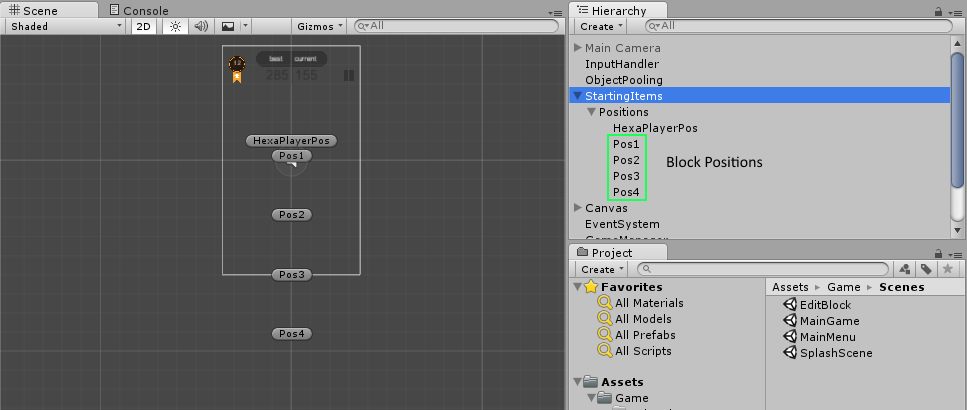 Scene Console
Shaded 2D Gizmos All
best current
12
285 155
HexaPlayerPos
Pos1
Pos2
Pos3
Pos4
Hierarchy
Create All
Main Camera
InputHandler
ObjectPooling
StartingItems
Positions
HexaPlayerPos
Pos1
Pos2
Pos3
Pos4
Block Positions
Canvas
EventSystem
GameManager
Project
Create
Favorites
All Materials
All Models
All Prefabs
All Scripts
Assets
Game
Assets Game Scenes
EditBlock
MainGame
MainMenu
SplashScene